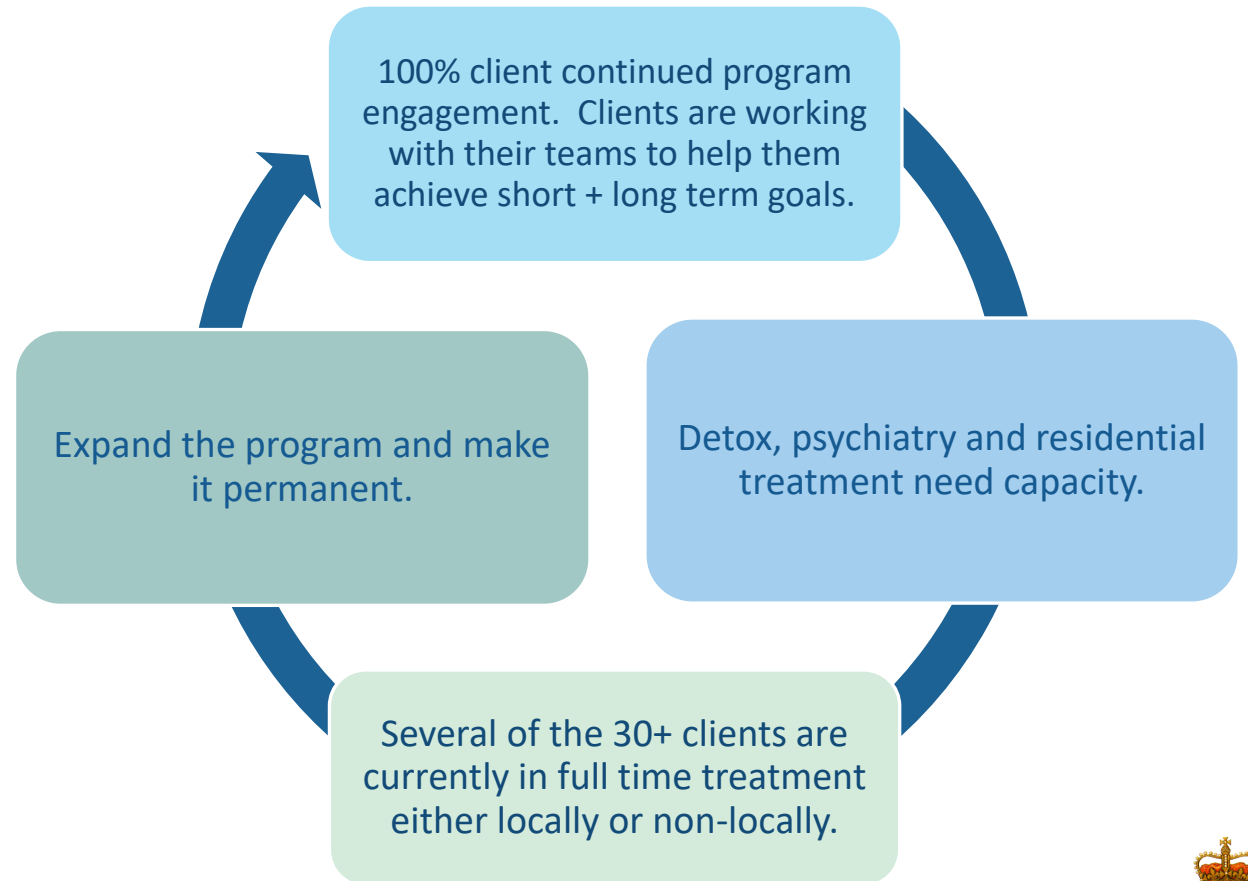 100% client continued program
engagement.  Clients are working
with their teams to help them
achieve short + long term goals.
Detox, psychiatry and residential
treatment need capacity.
Several of the 30+ clients are
currently in full time treatment
either locally or non-locally.
Expand the program and make
it permanent.